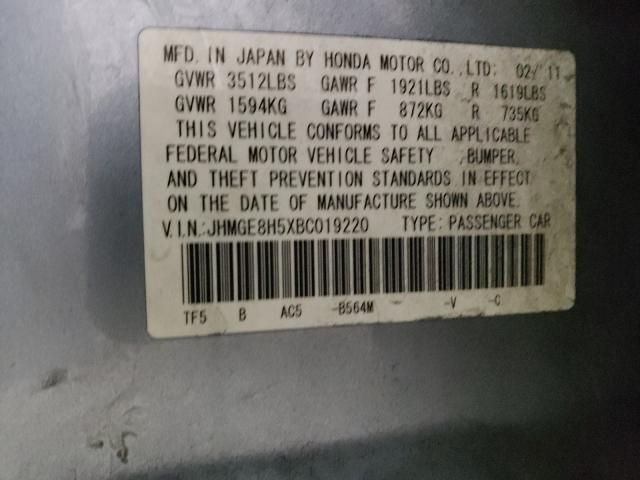 MFD. IN JAPAN BY HONDA MOTOR CO.,LTD: 02/11
GVWR 3512LBS GAWR F 1921LBS R 1619LBS
GVWR 1594KG GAWR F 872KG R 735KG
THIS VEHICLE CONFORMS TO ALL APPLICABLE
FEDERAL MOTOR VEHICLE SAFETY ,BUMPER,
AND THEFT PREVENTION STANDARDS IN EFFECT
ON THE DATE OF MANUFACTURE SHOWN ABOVE.
V.I.N.:JHMGE8H5XBC019220 TYPE: PASSENGER CAR
TF5 B AC5 -B564M -V -C